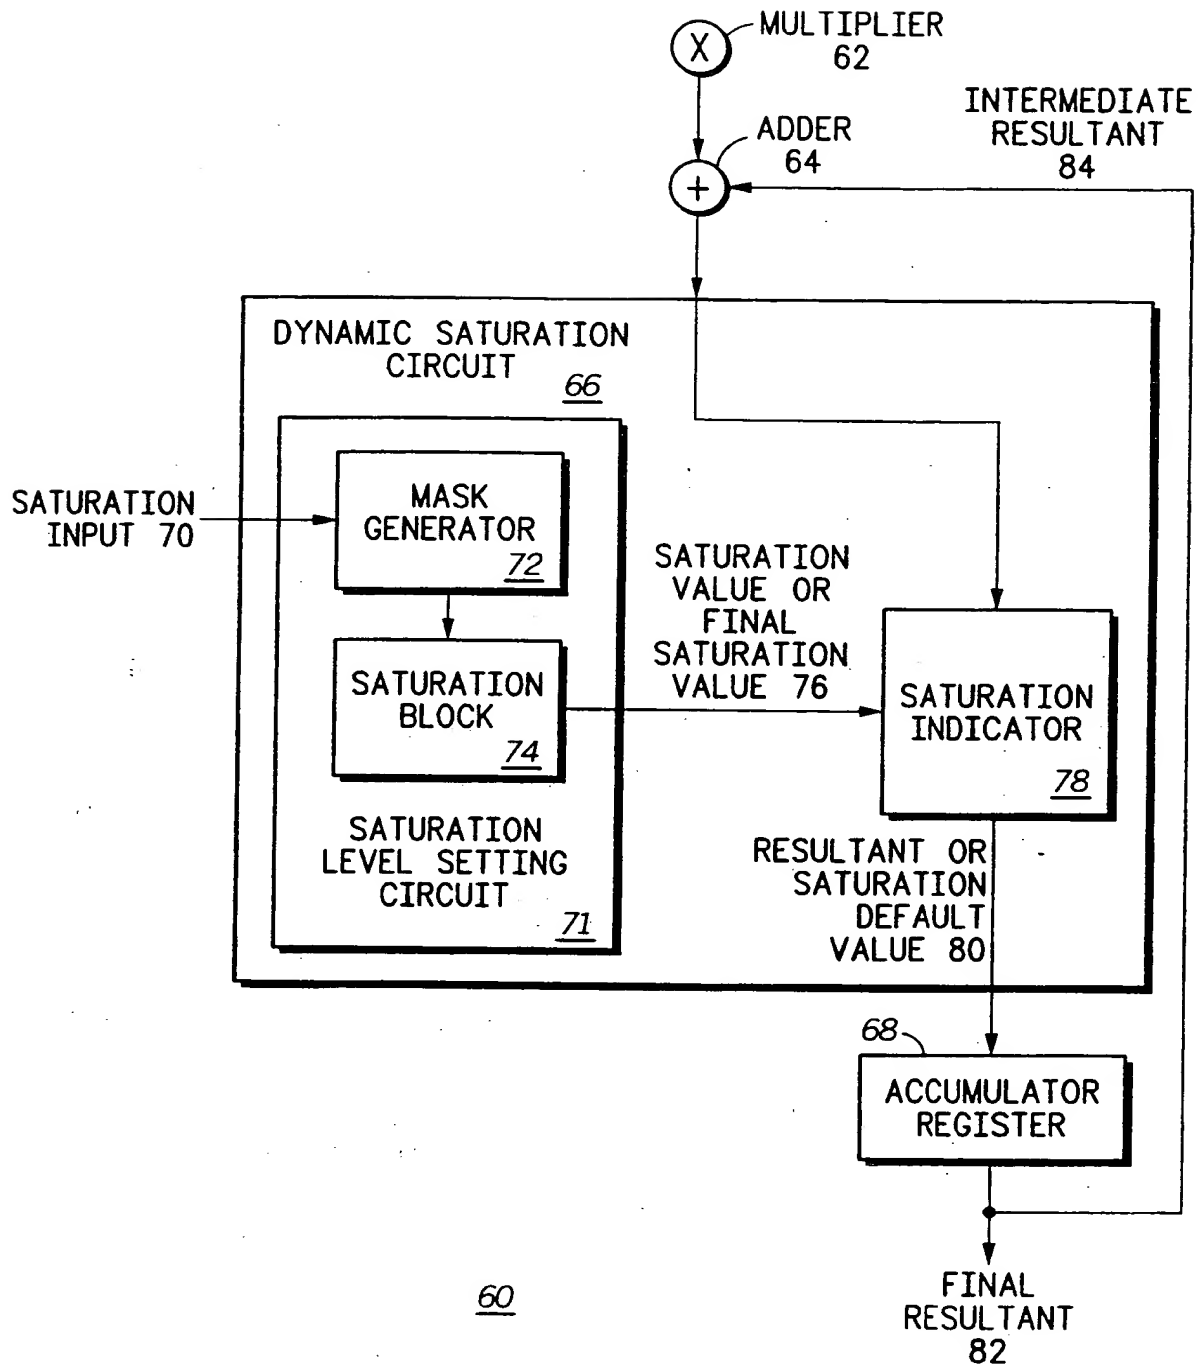 X
MULTIPLIER
62
INTERMEDIATE
RESULTANT
84
ADDER
64
+
DYNAMIC SATURATION
CIRCUIT
66
SATURATION
INPUT 70
MASK
GENERATOR
72
SATURATION
VALUE OR
FINAL
SATURATION
VALUE 76
SATURATION
BLOCK
74
SATURATION
INDICATOR
78
SATURATION
LEVEL SETTING
CIRCUIT
71
RESULTANT OR
SATURATION
DEFAULT
VALUE 80
68
ACCUMULATOR
REGISTER
FINAL
RESULTANT
82
60